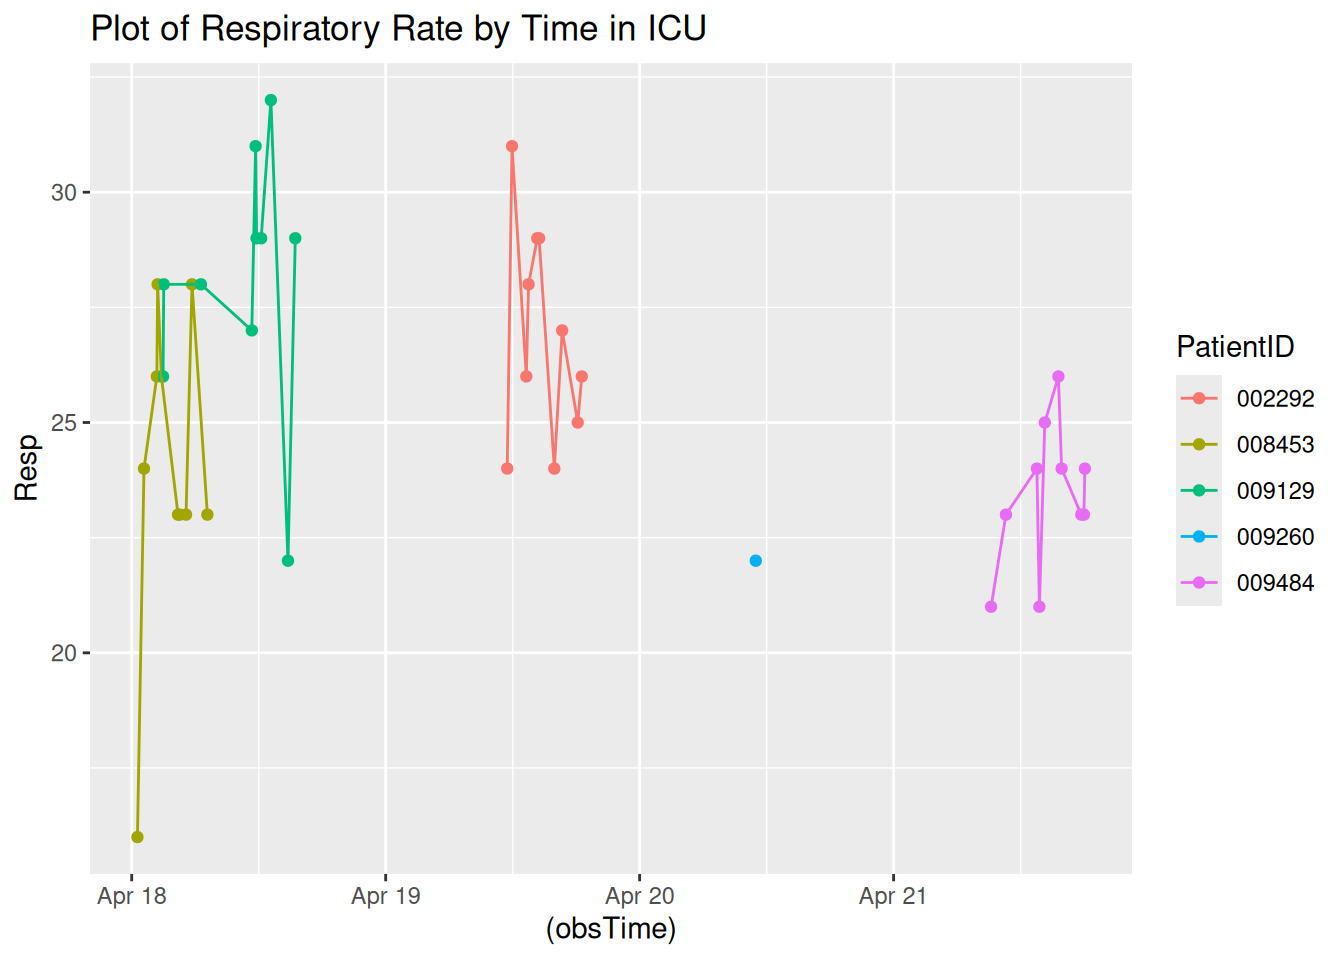 Plot of Respiratory Rate by Time in ICU
Resp
30
25
20
Apr 18
Apr 19
Apr 20
Apr 21
(obsTime)
PatientID
002292
008453
009129
009260
009484